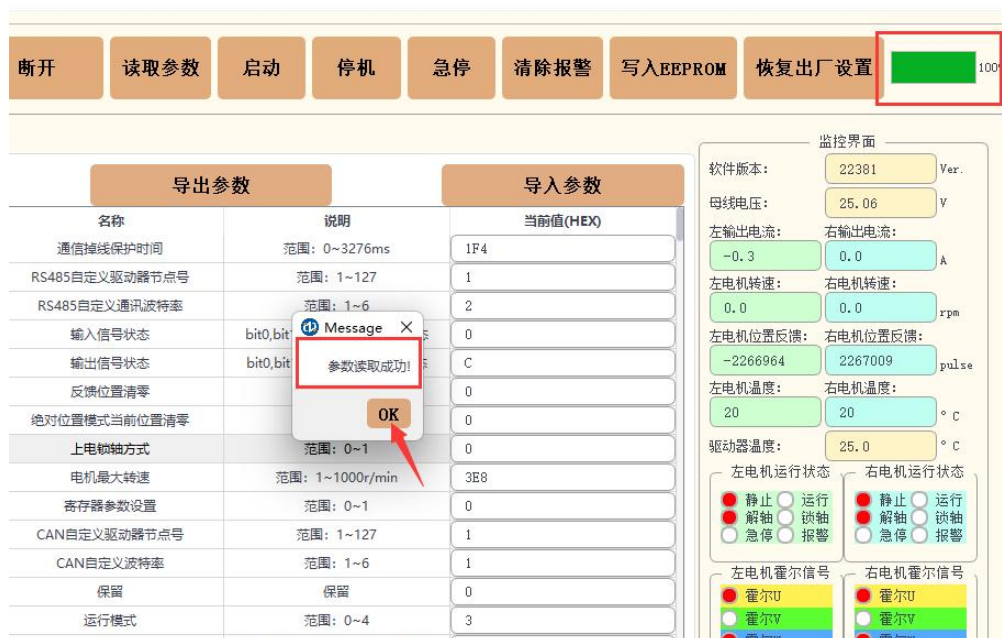 断开 读取参数 启动 停机 急停 清除报警 写入EEPROM 恢复出厂设置 100%
监控界面
导出参数 导入参数
软件版本： 22381 Ver.
母线电压： 25.06 V
名称 说明 当前值(HEX)
左输出电流： 右输出电流：
-0.3 0.0 A
左电机转速： 右电机转速：
0.0 0.0 rpm
左电机位置反馈： 右电机位置反馈：
-2266964 2267009 pulse
左电机温度： 右电机温度：
20 20 ° C
驱动器温度： 25.0 ° C
通信掉线保护时间 范围：0~3276ms 1F4
RS485自定义驱动器节点号 范围：1~127 1
RS485自定义通讯波特率 范围：1~6 2
输入信号状态 bit0,bit 0
输出信号状态 bit0,bit C
反馈位置清零 0
绝对位置模式当前位置清零 0
上电锁轴方式 范围：0~1 0
电机最大转速 范围：1~1000r/min 3E8
寄存器参数设置 范围：0~1 0
CAN自定义驱动器节点号 范围：1~127 1
CAN自定义波特率 范围：1~6 1
保留 保留 0
运行模式 范围：0~4 3
Message
参数读取成功!
OK
左电机运行状态 右电机运行状态
静止 运行 静止 运行
解轴 锁轴 解轴 锁轴
急停 报警 急停 报警
左电机霍尔信号 右电机霍尔信号
霍尔U 霍尔U
霍尔V 霍尔V